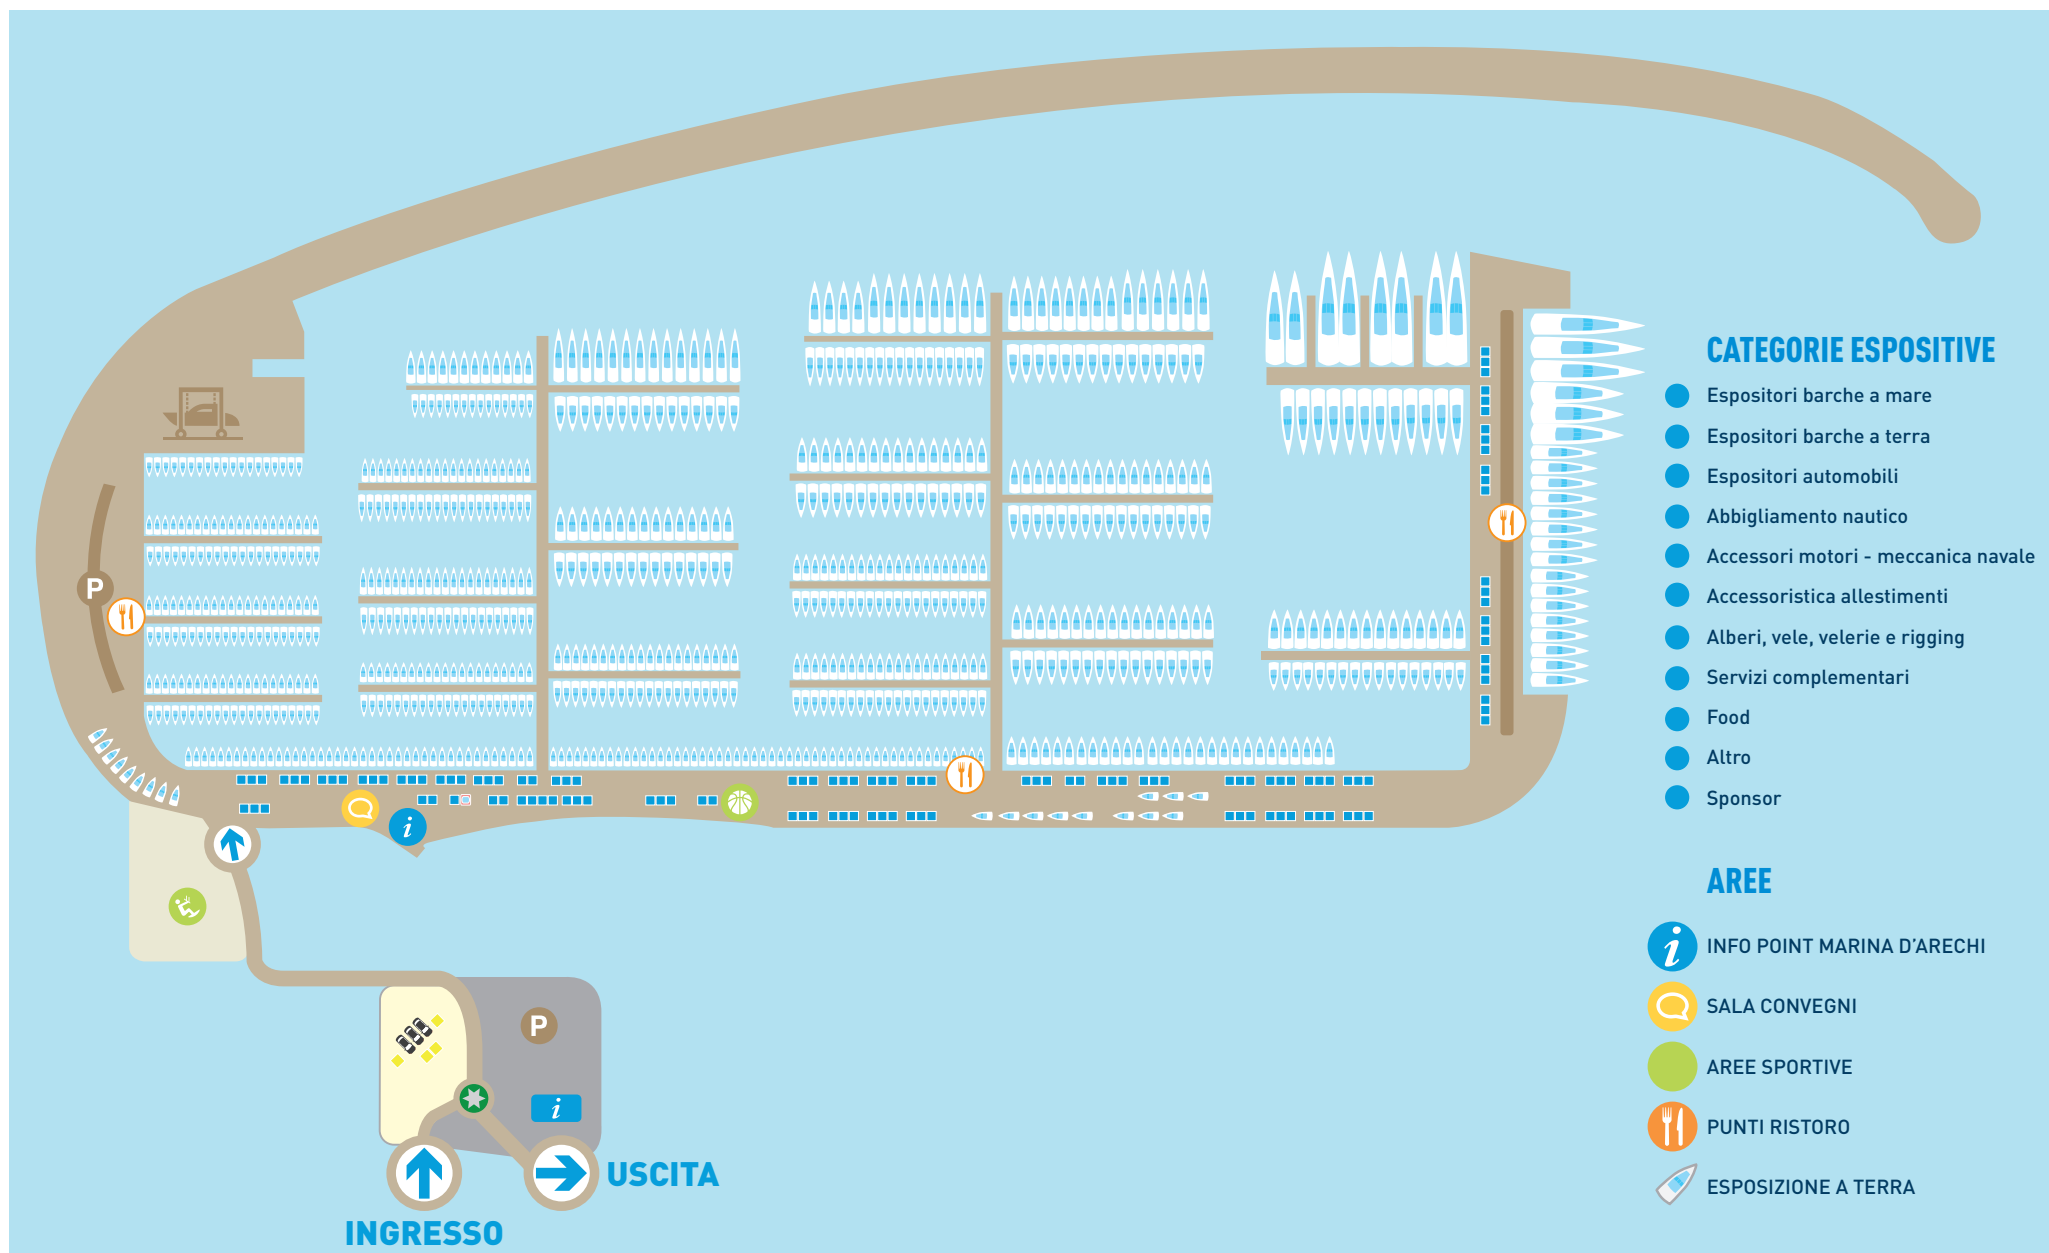 CATEGORIE ESPOSITIVE
Espositori barche a mare
Espositori barche a terra
Espositori automobili
Abbigliamento nautico
Accessori motori - meccanica navale
Accessoristica allestimenti
Alberi, vele, velerie e rigging
Servizi complementari
Food
Altro
Sponsor
AREE
i INFO POINT MARINA D'ARECHI
SALA CONVEGNI
AREE SPORTIVE
PUNTI RISTORO
ESPOSIZIONE A TERRA
P
i
P
i
USCITA
INGRESSO